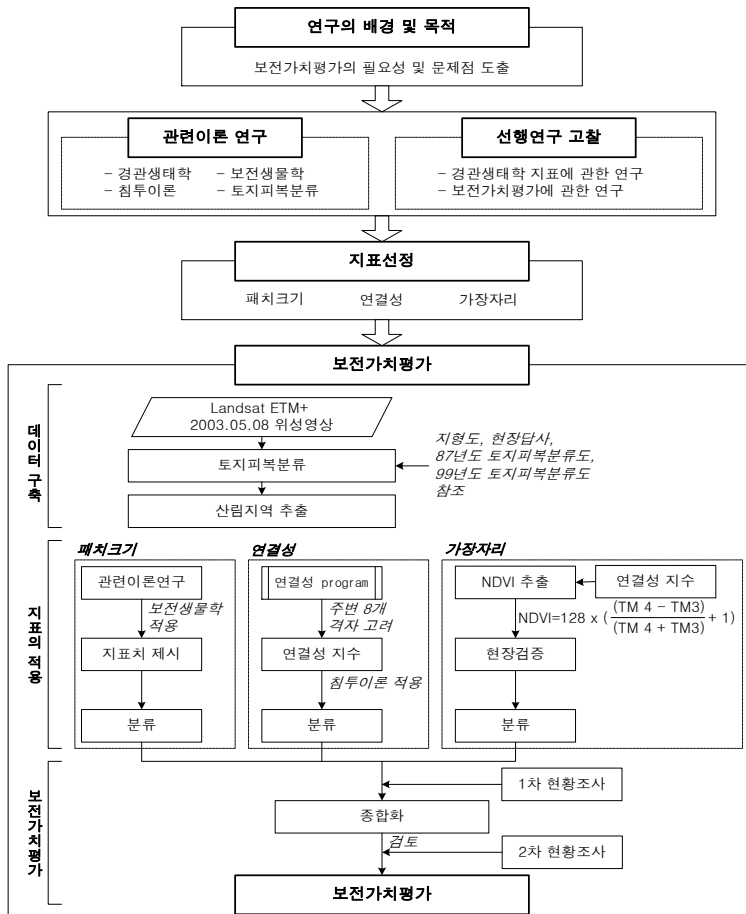 연구의 배경 및 목적
보전가치평가의 필요성 및 문제점 도출
관련이론 연구
- 경관생태학 - 보전생물학
- 침투이론 - 토지피복분류
선행연구 고찰
- 경관생태학 지표에 관한 연구
- 보전가치평가에 관한 연구
지표선정
패치크기 연결성 가장자리
보전가치평가
데이터 구축
Landsat ETM+
2003.05.08 위성영상
토지피복분류
지형도, 현장답사,
87년도 토지피복분류도,
99년도 토지피복분류도
참조
산림지역 추출
지표의 적용
패치크기
관련이론연구
보전생물학
적용
지표치 제시
분류
연결성
연결성 program
주변 8개
격자 고려
연결성 지수
침투이론 적용
분류
가장자리
NDVI 추출
연결성 지수
NDVI=128 x ( (TM 4 - TM3) / (TM 4 + TM3) + 1)
현장검증
분류
보전가치평가
1차 현황조사
종합화
검토
2차 현황조사
보전가치평가